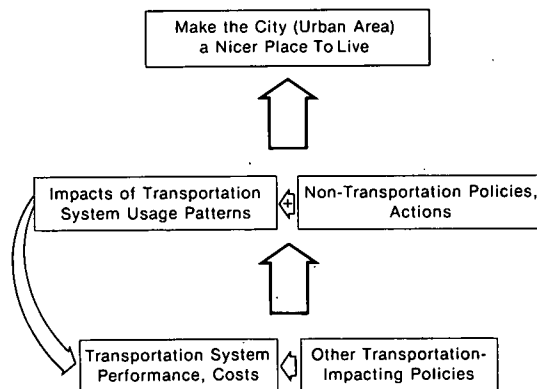 Make the City (Urban Area)
a Nicer Place To Live
Impacts of Transportation
System Usage Patterns
+
Non-Transportation Policies,
Actions
Transportation System
Performance, Costs
Other Transportation-
Impacting Policies